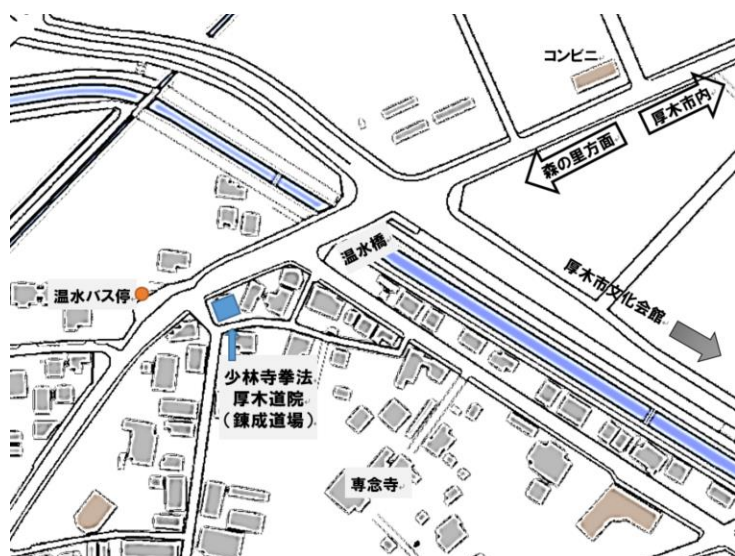 コンビニ
厚木市内
森の里方面
温水橋
温水バス停
厚木市文化会館
少林寺拳法
厚木道院
（錬成道場）
専念寺